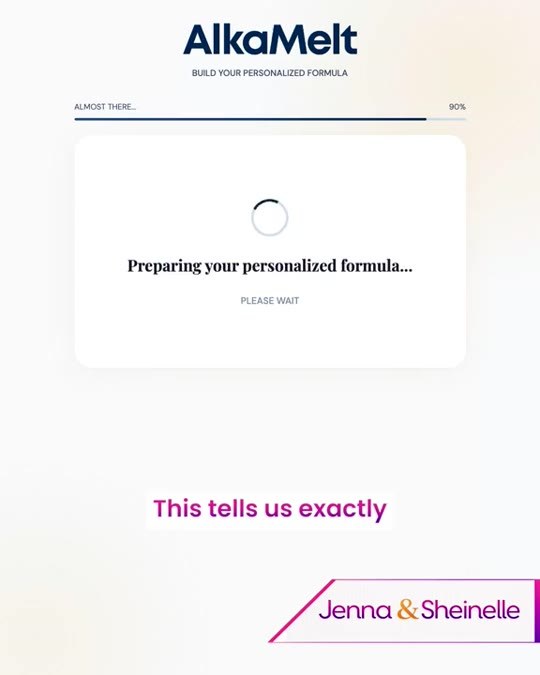 AlkaMelt
BUILD YOUR PERSONALIZED FORMULA
ALMOST THERE... 90%
Preparing your personalized formula...
PLEASE WAIT
This tells us exactly
Jenna & Sheinelle